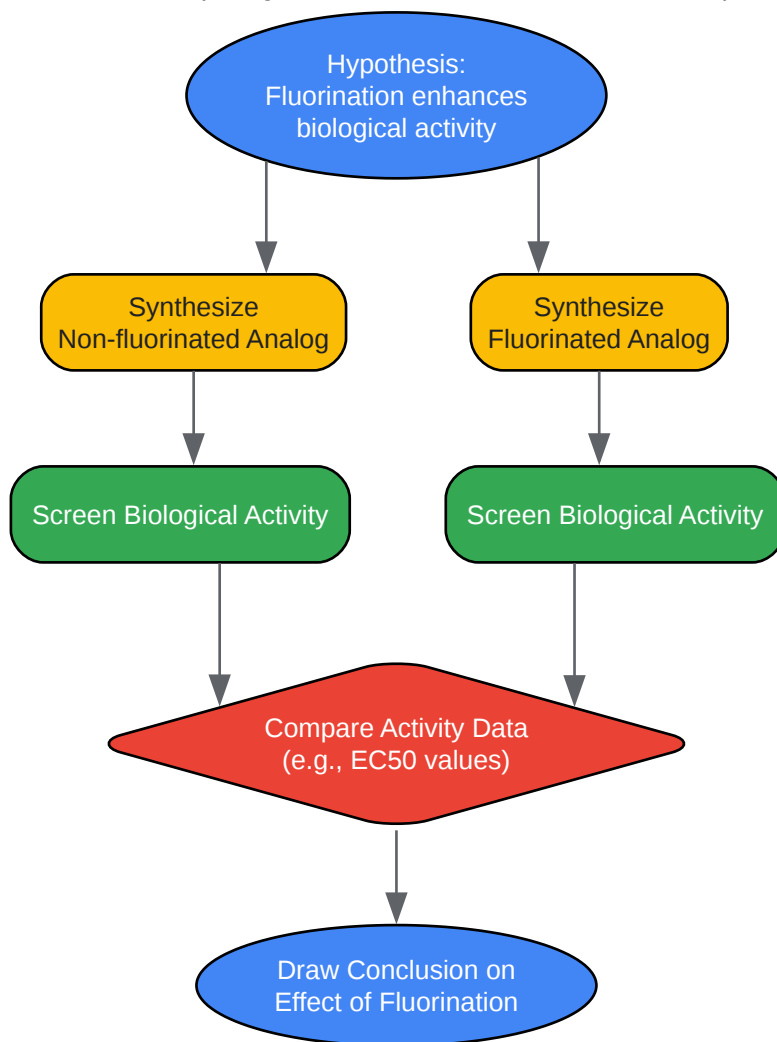 Hypothesis:
Fluorination enhances
biological activity
Synthesize
Non-fluorinated Analog
Synthesize
Fluorinated Analog
Screen Biological Activity
Screen Biological Activity
Compare Activity Data
(e.g., EC50 values)
Draw Conclusion on
Effect of Fluorination